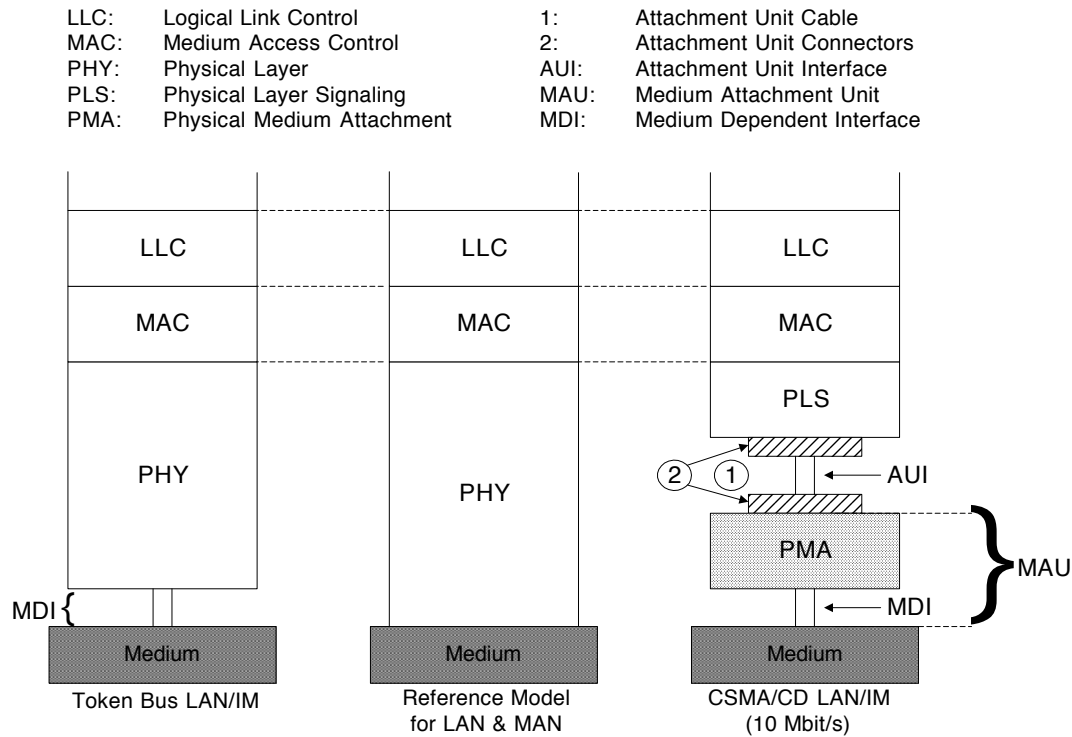 LLC: Logical Link Control
MAC: Medium Access Control
PHY: Physical Layer
PLS: Physical Layer Signaling
PMA: Physical Medium Attachment
1: Attachment Unit Cable
2: Attachment Unit Connectors
AUI: Attachment Unit Interface
MAU: Medium Attachment Unit
MDI: Medium Dependent Interface
LLC
MAC
PHY
MDI
Medium
Token Bus LAN/IM
LLC
MAC
PHY
Medium
Reference Model
for LAN & MAN
LLC
MAC
PLS
2
1
AUI
PMA
MAU
MDI
Medium
CSMA/CD LAN/IM
(10 Mbit/s)